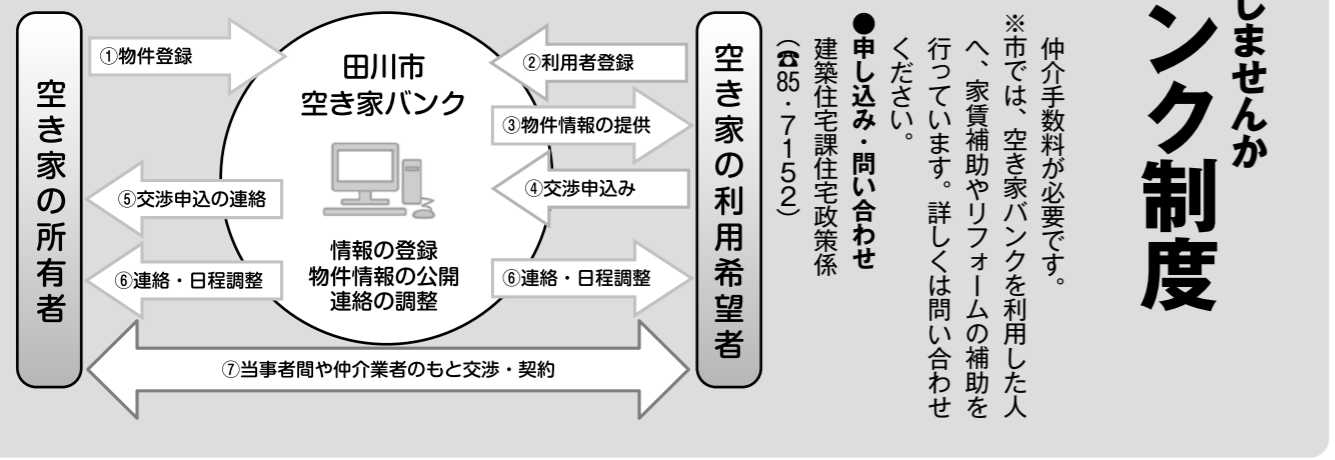 しませんか
ンク制度
仲介手数料が必要です。
※市では、空き家バンクを利用した人
へ、家賃補助やリフォームの補助を
行っています。詳しくは問い合わせ
ください。
●申し込み・問い合わせ
建築住宅課住宅政策係
（☎85・7152）
空き家の所有者
①物件登録
田川市
空き家バンク
②利用者登録
③物件情報の提供
④交渉申込み
⑤交渉申込の連絡
⑥連絡・日程調整
情報の登録
物件情報の公開
連絡の調整
⑥連絡・日程調整
⑦当事者間や仲介業者のもと交渉・契約
空き家の利用希望者